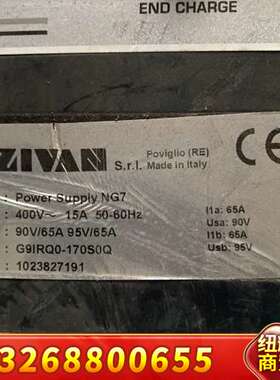 END CHARGE
ZIVAN S.r.l. Poviglio (RE)
Made in Italy
CE
: Power Supply NG7
: 400V~ 15A 50-60Hz I1a: 65A
: 90V/65A 95V/65A Usa: 90V
: G9IRQ0-170S0Q I1b: 65A
: 1023827191 Usb: 95V
3268800655